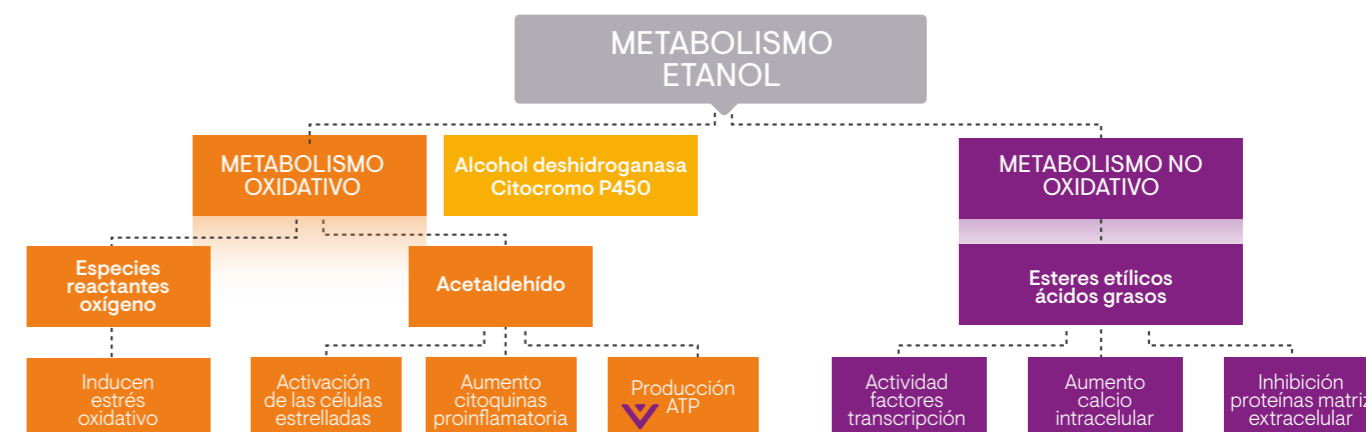 METABOLISMO
ETANOL
METABOLISMO
OXIDATIVO
Alcohol deshidroganasa
Citocromo P450
METABOLISMO NO
OXIDATIVO
Especies
reactantes
oxígeno
Acetaldehído
Esteres etílicos
ácidos grasos
Inducen
estrés
oxidativo
Activación
de las células
estrelladas
Aumento
citoquinas
proinflamatoria
Producción
ATP
Actividad
factores
transcripción
Aumento
calcio
intracelular
Inhibición
proteínas matriz
extracelular